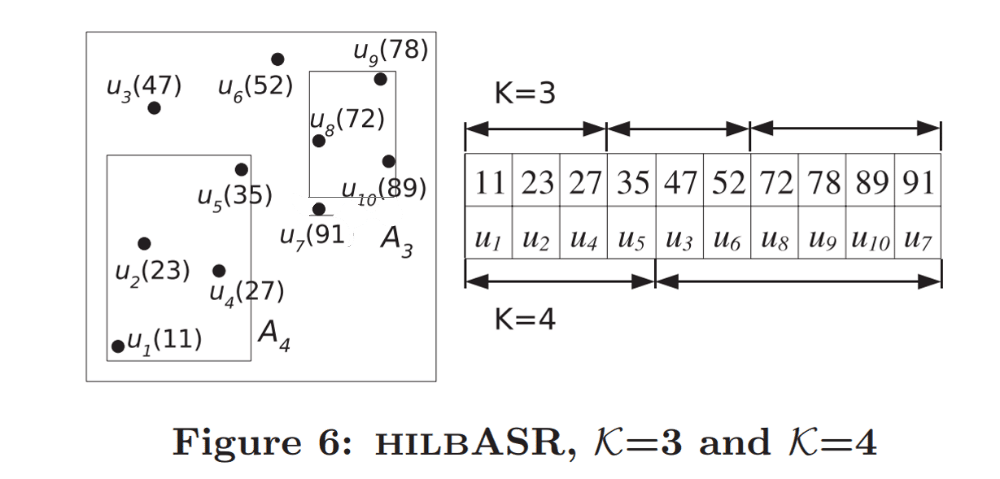 u9(78)
u3(47) u6(52)
u8(72)
u5(35) u10(89)
u7(91 A3
u2(23)
u4(27)
u1(11) A4
K=3
11 23 27 35 47 52 72 78 89 91
u1 u2 u4 u5 u3 u6 u8 u9 u10 u7
K=4
Figure 6: HILBASR, K=3 and K=4